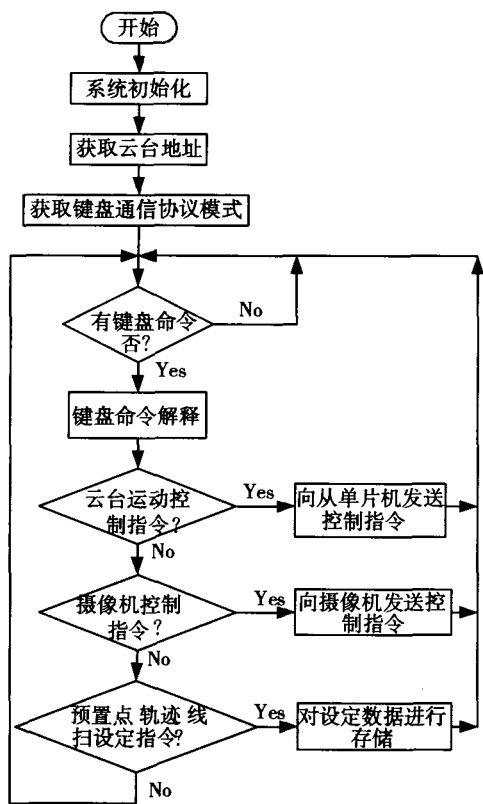 开始
系统初始化
获取云台地址
获取键盘通信协议模式
有键盘命令
否?
No
Yes
键盘命令解释
云台运动控
制指令?
Yes
向从单片机发送
控制指令
No
摄像机控制
指令?
Yes
向摄像机发送控
制指令
No
预置点 轨迹 线
扫设定指令?
Yes
对设定数据进行
存储
No